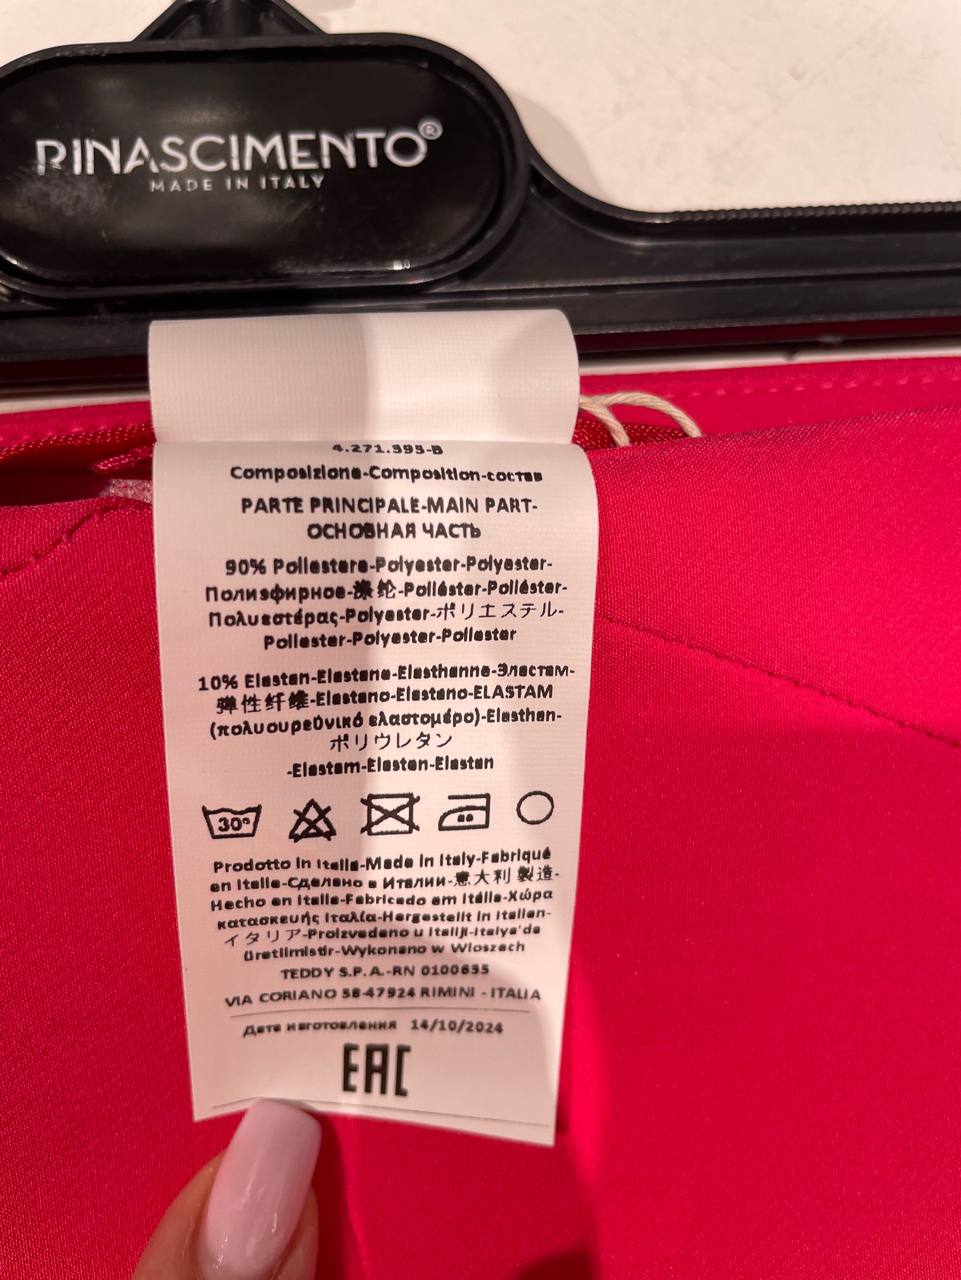 RINASCIMENTO®
MADE IN ITALY
4.271.395-B
Composizione-Composition-состав
PARTE PRINCIPALE-MAIN PART-
ОСНОВНАЯ ЧАСТЬ
90% Poliestere-Polyester-Polyester-
Полиэфирное-涤纶-Poliéster-Poliéster-
Πολυεστέρας-Polyester-ポリエステル-
Poliester-Polyester-Poliester
10% Elastan-Elastane-Elasthanne-Эластам-
弹性纤维-Elastano-Elastano-ELASTAM
(πολυουρεθνικό ελαστομέρο)-Elasthan-
ポリウレタン
-Elastam-Elasten-Elastan
30°
Prodotto in Italia-Made in Italy-Fabriqué
en Italie-Сделано в Италии-意大利製造-
Hecho en Italia-Fabricado em Itália-Χώρα
κατασκευής Ιταλία-Hergestellt in Italien-
イタリア-Proizvedeno u Italiji-Italya'da
üretilmistir-Wykonano w Wloszech
TEDDY S.P.A.-RN 0100635
VIA CORIANO 58-47924 RIMINI - ITALIA
Дата изготовления 14/10/2024
EAC